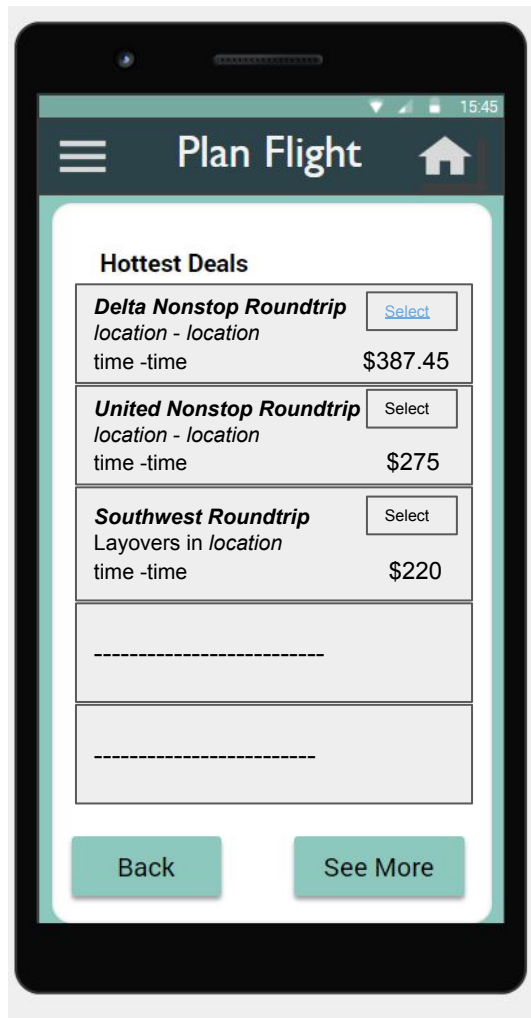 15:45
Plan Flight
Hottest Deals
Delta Nonstop Roundtrip Select
location - location
time -time $387.45
United Nonstop Roundtrip Select
location - location
time -time $275
Southwest Roundtrip Select
Layovers in location
time -time $220
--------------------------
-------------------------
Back See More